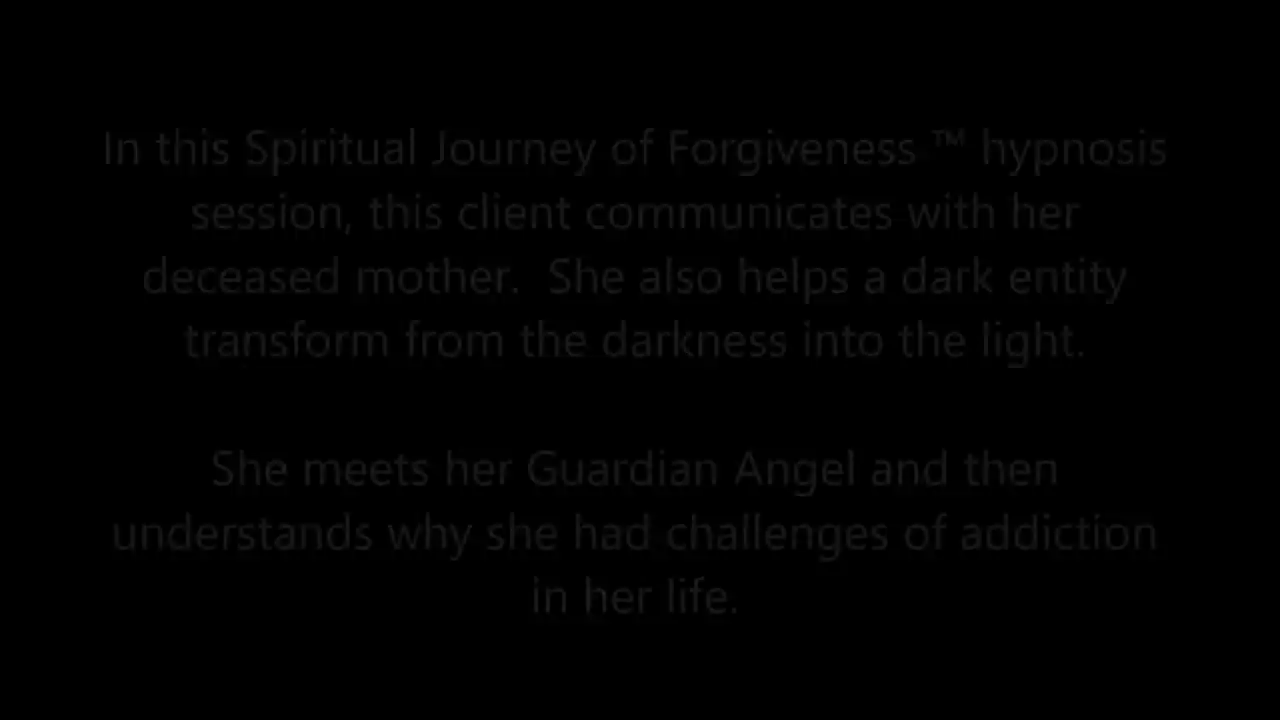 In this Spiritual Journey of Forgiveness ™ hypnosis
session, this client communicates with her
deceased mother.  She also helps a dark entity
transform from the darkness into the light.
She meets her Guardian Angel and then
understands why she had challenges of addiction
in her life.